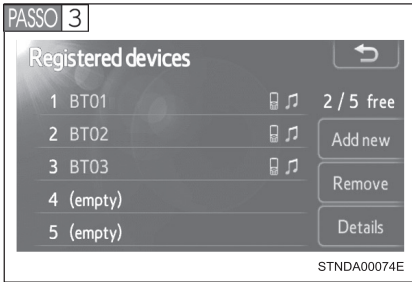 PASSO 3
Registered devices
1 BT01
2 / 5 free
2 BT02
Add new
3 BT03
Remove
4 (empty)
5 (empty)
Details
STNDA00074E